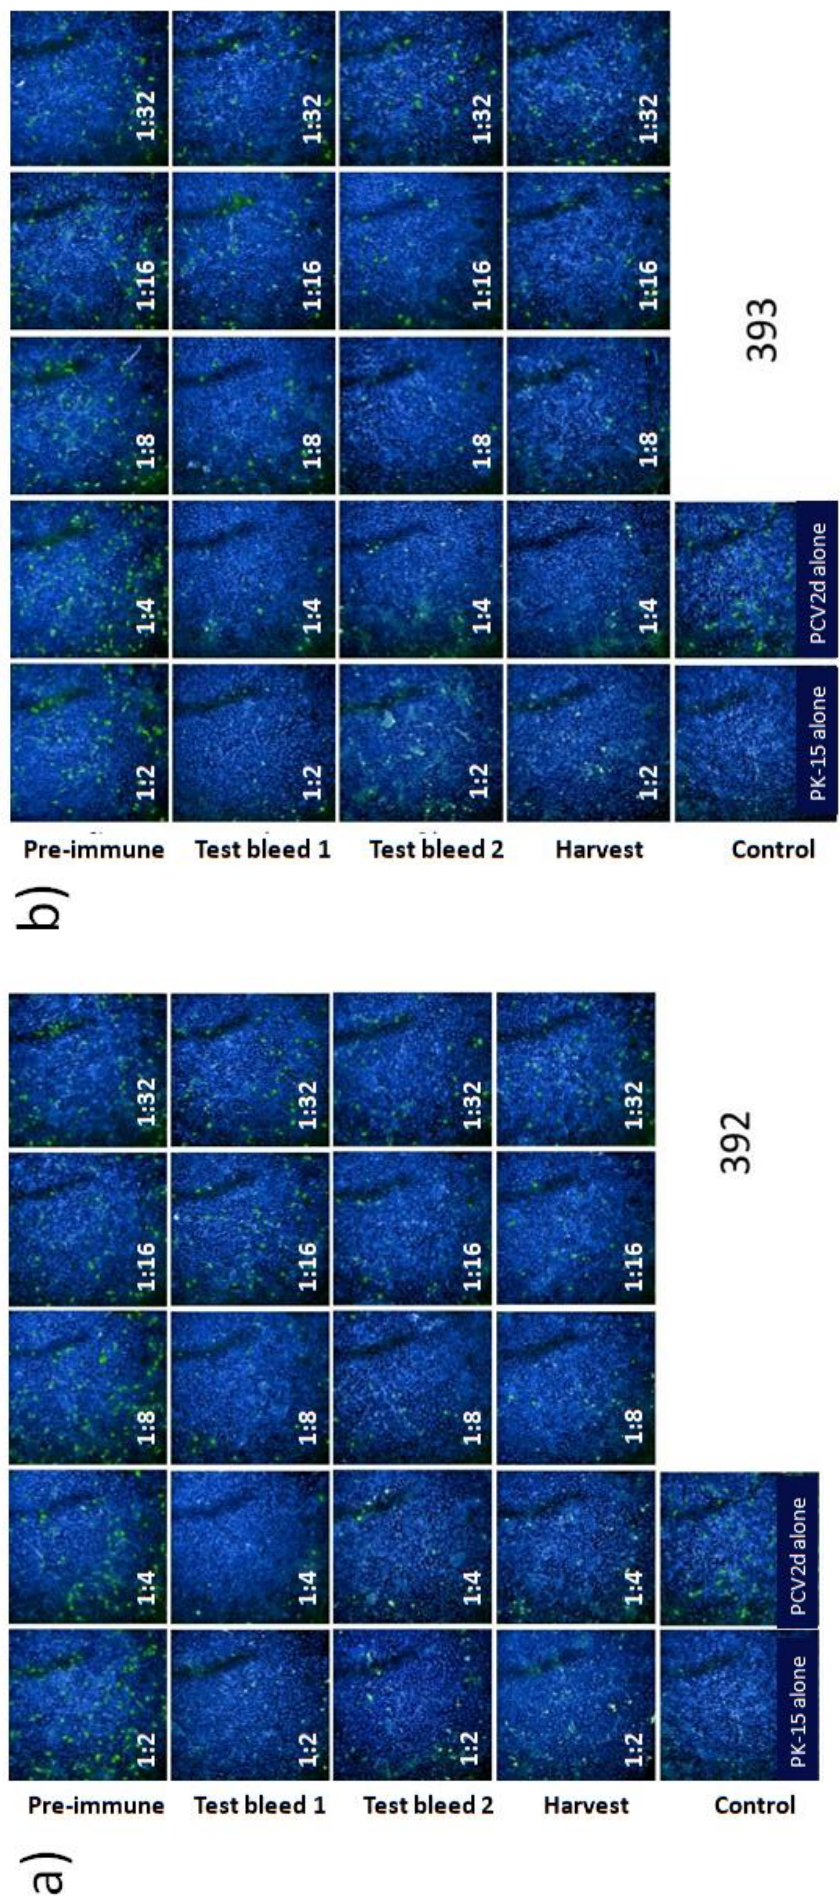 a)
Pre-immune
1:2
1:4
1:8
1:16
1:32
Test bleed 1
1:2
1:4
1:8
1:16
1:32
Test bleed 2
1:2
1:4
1:8
1:16
1:32
Harvest
1:2
1:4
1:8
1:16
1:32
Control
PK-15 alone
PCV2d alone
392
b)
Pre-immune
1:2
1:4
1:8
1:16
1:32
Test bleed 1
1:2
1:4
1:8
1:16
1:32
Test bleed 2
1:2
1:4
1:8
1:16
1:32
Harvest
1:2
1:4
1:8
1:16
1:32
Control
PK-15 alone
PCV2d alone
393